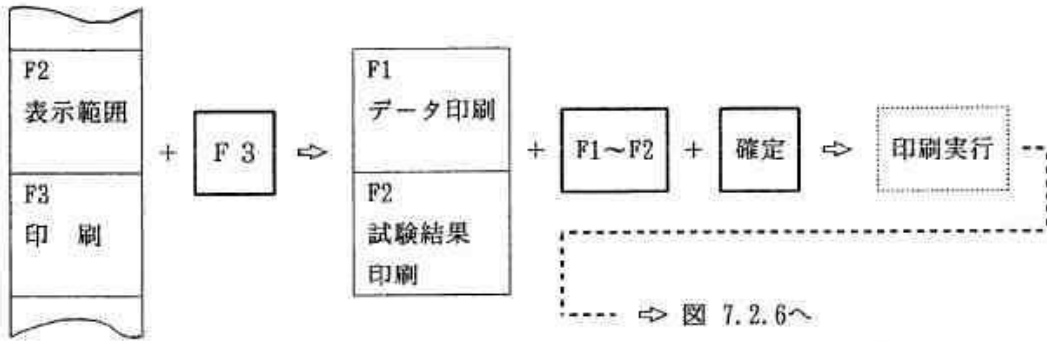 F2
表示範囲
F3
印 刷
+
F 3
⇨
F1
データ印刷
F2
試験結果
印刷
+
F1～F2
+
確定
⇨
印刷実行
⇨ 図 7.2.6へ